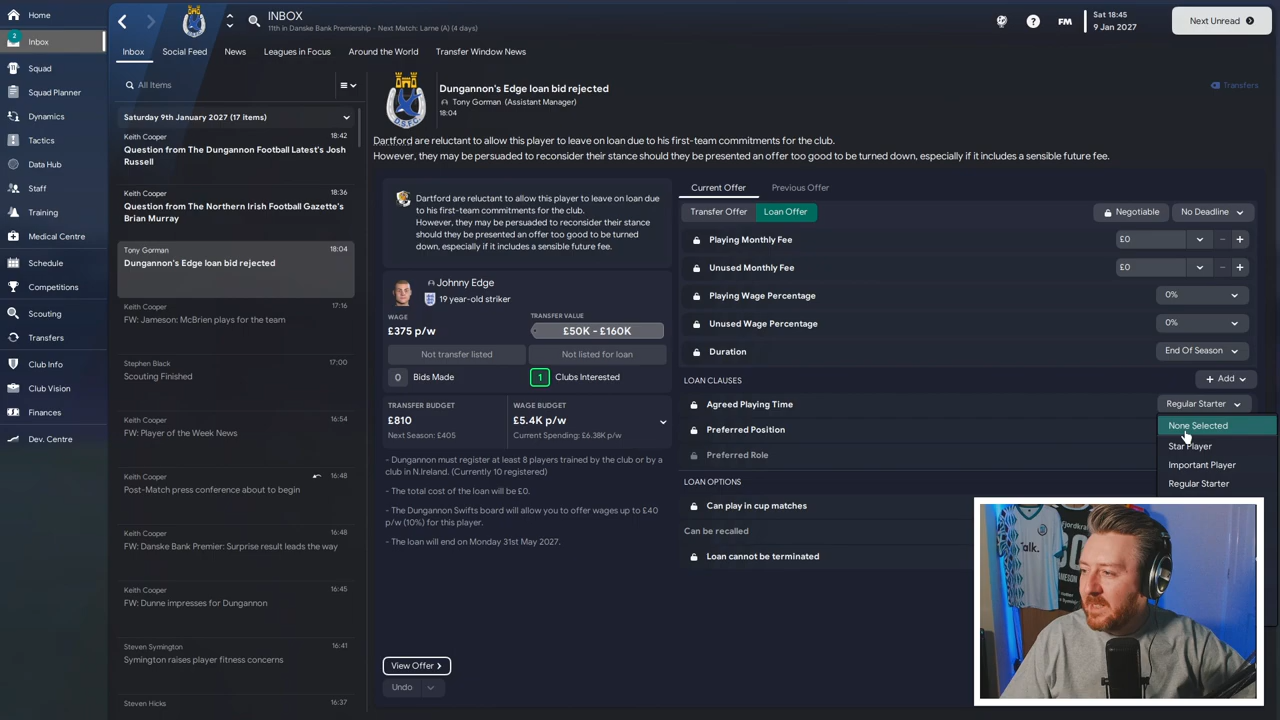 Home
2
Inbox
Squad
Squad Planner
Dynamics
Tactics
Data Hub
Staff
Training
Medical Centre
Schedule
Competitions
Scouting
Transfers
Club Info
Club Vision
Finances
Dev. Centre
INBOX
11th in Danske Bank Premiership - Next Match: Larne (A) (4 days)
?
FM
Sat 18:45
9 Jan 2027
Next Unread
Inbox
Social Feed
News
Leagues in Focus
Around the World
Transfer Window News
All Items
Saturday 9th January 2027 (17 items)
Keith Cooper 18:42
Question from The Dungannon Football Latest's Josh
Russell
Keith Cooper 18:36
Question from The Northern Irish Football Gazette's
Brian Murray
Tony Gorman 18:04
Dungannon's Edge loan bid rejected
Keith Cooper 17:16
FW: Jameson: McBrien plays for the team
Stephen Black 17:00
Scouting Finished
Keith Cooper 16:54
FW: Player of the Week News
Keith Cooper 16:48
Post-Match press conference about to begin
Keith Cooper 16:48
FW: Danske Bank Premier: Surprise result leads the way
Keith Cooper 16:45
FW: Dunne impresses for Dungannon
Steven Symington 16:41
Symington raises player fitness concerns
Steven Hicks 16:37
D.S.F.C.
Dungannon's Edge loan bid rejected
Tony Gorman (Assistant Manager)
18:04
Transfers
Dartford are reluctant to allow this player to leave on loan due to his first-team commitments for the club.
However, they may be persuaded to reconsider their stance should they be presented an offer too good to be turned down, especially if it includes a sensible future fee.
Dartford are reluctant to allow this player to leave on loan due
to his first-team commitments for the club.
However, they may be persuaded to reconsider their stance
should they be presented an offer too good to be turned down,
especially if it includes a sensible future fee.
Johnny Edge
19 year-old striker
WAGE
£375 p/w
TRANSFER VALUE
£50K - £160K
Not transfer listed
Not listed for loan
0 Bids Made
1 Clubs Interested
TRANSFER BUDGET
£810
Next Season: £405
WAGE BUDGET
£5.4K p/w
Current Spending: £6.38K p/w
- Dungannon must register at least 8 players trained by the club or by a
club in N.Ireland. (Currently 10 registered)
- The total cost of the loan will be £0.
- The Dungannon Swifts board will allow you to offer wages up to £40
p/w (10%) for this player.
- The loan will end on Monday 31st May 2027.
View Offer
Undo
Current Offer
Previous Offer
Transfer Offer
Loan Offer
Negotiable
No Deadline
Playing Monthly Fee £0 - +
Unused Monthly Fee £0 - +
Playing Wage Percentage 0%
Unused Wage Percentage 0%
Duration End Of Season
LOAN CLAUSES + Add
Agreed Playing Time Regular Starter
Preferred Position
Preferred Role
None Selected
Star Player
Important Player
Regular Starter
LOAN OPTIONS
Can play in cup matches
Can be recalled
Loan cannot be terminated
Talk.
Fjordkraft
JAMESON